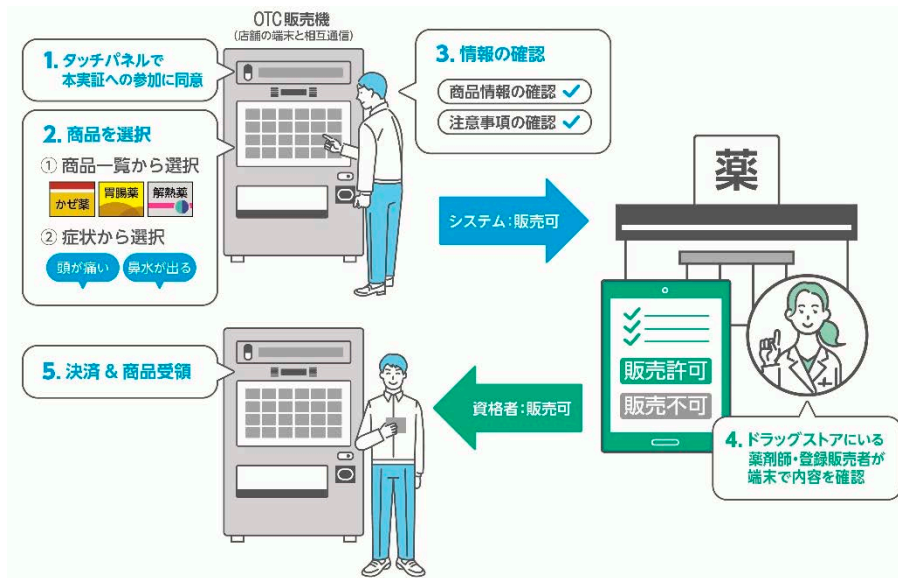 OTC販売機
(店舗の端末と相互通信)
1. タッチパネルで
本実証への参加に同意
2. 商品を選択
① 商品一覧から選択
かぜ薬
胃腸薬
解熱薬
② 症状から選択
頭が痛い
鼻水が出る
3. 情報の確認
商品情報の確認 ✓
注意事項の確認 ✓
システム:販売可
薬
販売許可
販売不可
4. ドラッグストアにいる
薬剤師・登録販売者が
端末で内容を確認
資格者:販売可
5. 決済 & 商品受領